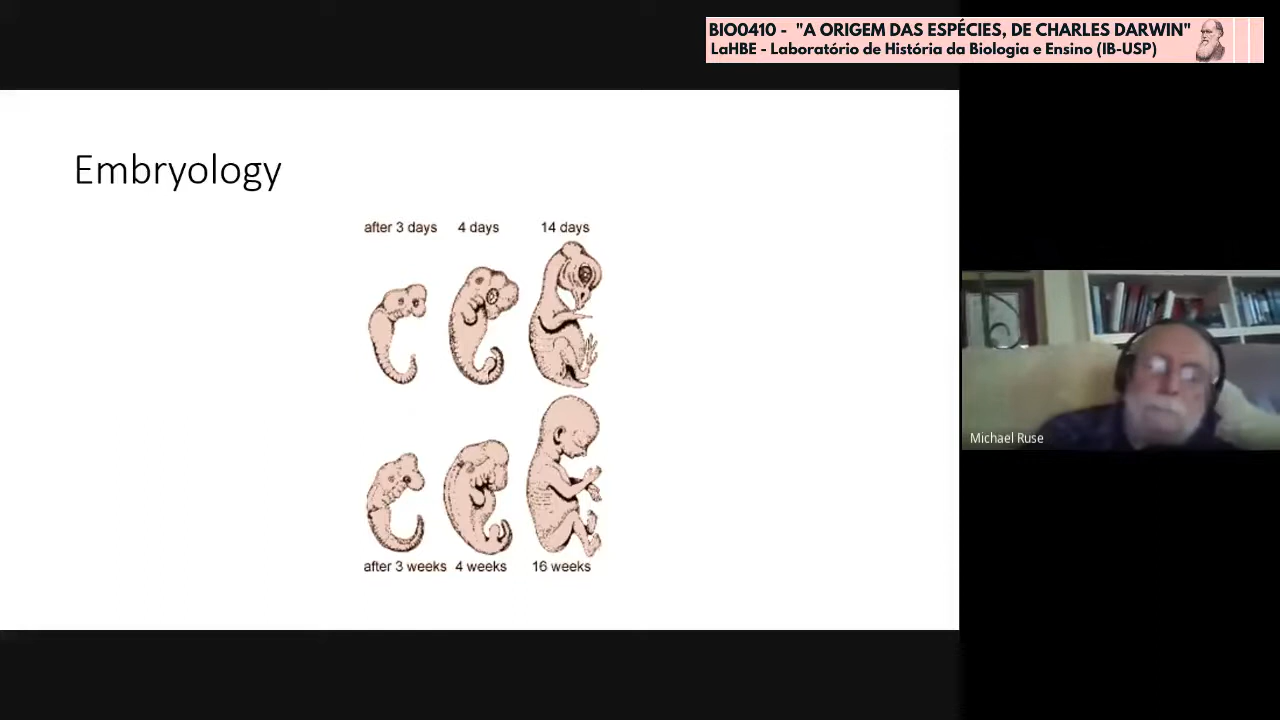 BIO0410 - "A ORIGEM DAS ESPÉCIES, DE CHARLES DARWIN"
LaHBE - Laboratório de História da Biologia e Ensino (IB-USP)
Embryology
after 3 days 4 days 14 days
after 3 weeks 4 weeks 16 weeks
Michael Ruse